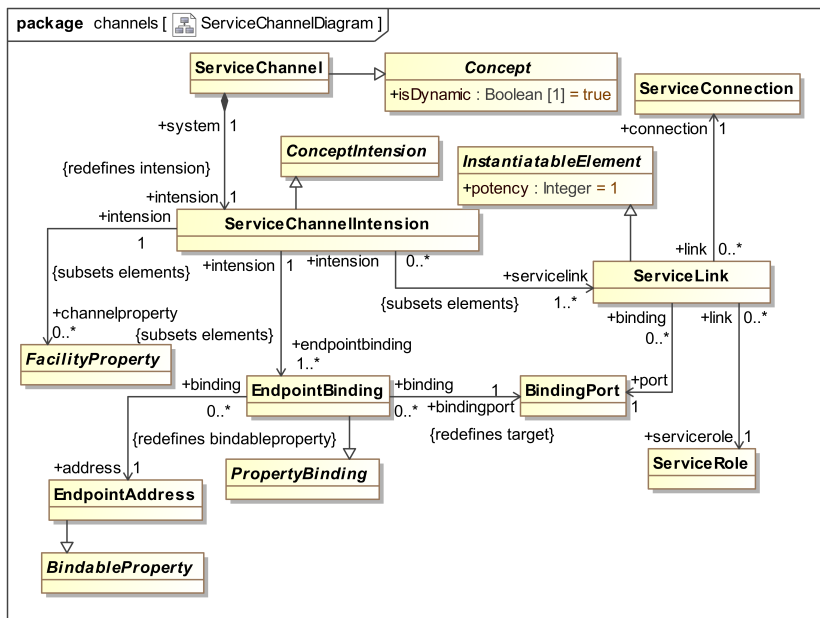 package channels [ ServiceChannelDiagram ]
ServiceChannel
Concept
+isDynamic : Boolean [1] = true
ServiceConnection
+system 1
+connection 1
ConceptIntension
InstantiatableElement
{redefines intension}
+potency : Integer = 1
+intension 1
+intension
1
ServiceChannelIntension
+link 0..*
+intension 1
+intension 0..*
{subsets elements}
+servicelink
1..*
ServiceLink
{subsets elements}
+channelproperty
0..*
{subsets elements}
+binding
0..*
+link 0..*
+endpointbinding
1..*
FacilityProperty
+binding
0..*
EndpointBinding
+binding
0..*
1
+bindingport
BindingPort
+port
1
{redefines bindableproperty}
{redefines target}
+servicerole 1
+address 1
PropertyBinding
ServiceRole
EndpointAddress
BindableProperty